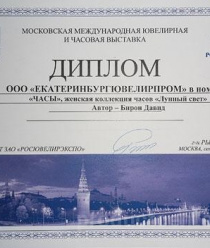 МОСКОВСКАЯ МЕЖДУНАРОДНАЯ ЮВЕЛИРНАЯ
И ЧАСОВАЯ ВЫСТАВКА
ДИПЛОМ
ООО «ЕКАТЕРИНБУРГЮВЕЛИРПРОМ» в ном
«ЧАСЫ», женская коллекция часов «Лунный свет»
Автор – Бирон Давид
ЗАО «РОСЮВЕЛИРЭКСПО»
МОСКВА,